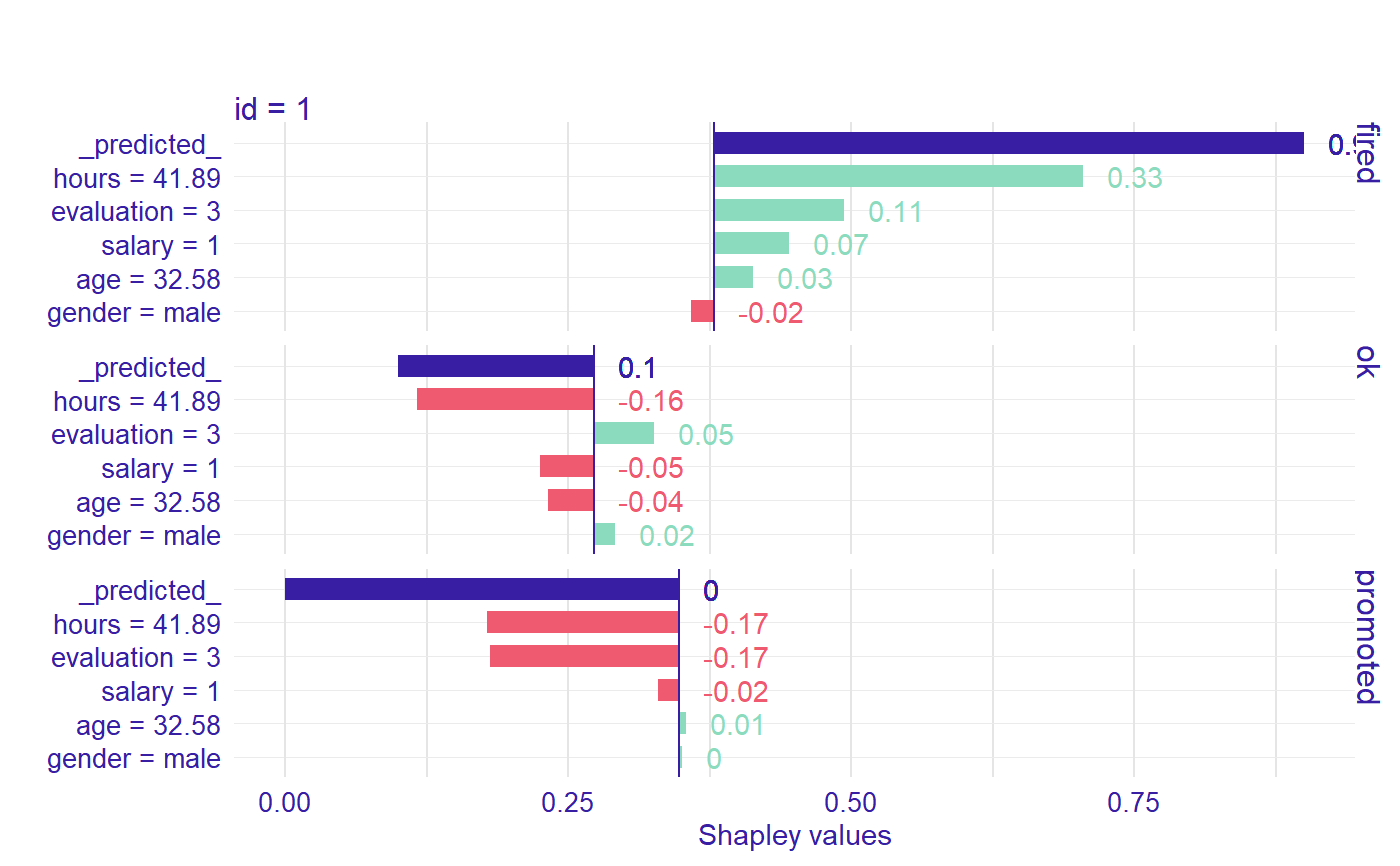 id = 1
fired
_predicted_
hours = 41.89 0.33
evaluation = 3 0.11
salary = 1 0.07
age = 32.58 0.03
gender = male -0.02
ok
_predicted_ 0.1
hours = 41.89 -0.16
evaluation = 3 0.05
salary = 1 -0.05
age = 32.58 -0.04
gender = male 0.02
promoted
_predicted_ 0
hours = 41.89 -0.17
evaluation = 3 -0.17
salary = 1 -0.02
age = 32.58 0.01
gender = male 0
0.00 0.25 0.50 0.75
Shapley values